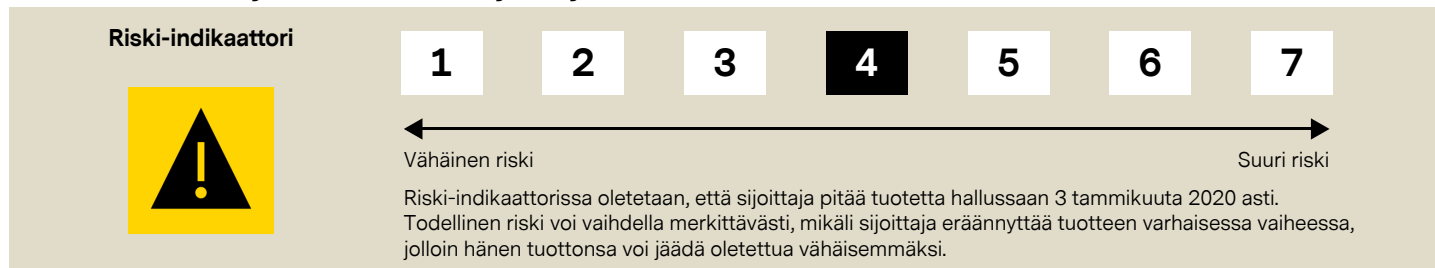 Riski-indikaattori
1 2 3 4 5 6 7
Vähäinen riski Suuri riski
Riski-indikaattorissa oletetaan, että sijoittaja pitää tuotetta hallussaan 3 tammikuuta 2020 asti.
Todellinen riski voi vaihdella merkittävästi, mikäli sijoittaja eräännyttää tuotteen varhaisessa vaiheessa,
jolloin hänen tuottonsa voi jäädä oletettua vähäisemmäksi.